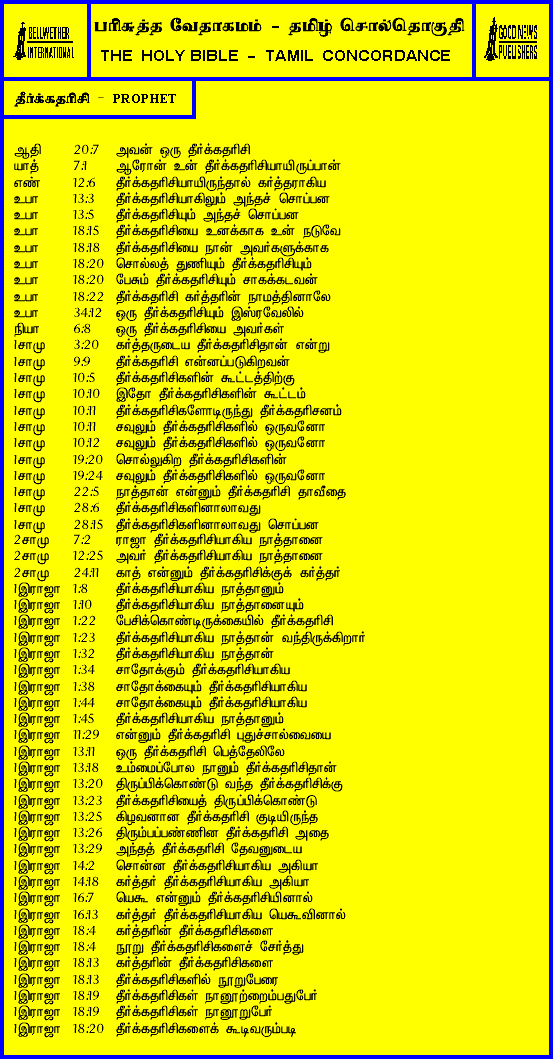 BELLWETHER
INTERNATIONAL
பரிசுத்த வேதாகமம் - தமிழ் சொல்தொகுதி
THE HOLY BIBLE - TAMIL CONCORDANCE
GOOD NEWS
PUBLISHERS
தீர்க்கதரிசி - PROPHET
ஆதி 20:7 அவன் ஒரு தீர்க்கதரிசி
யாத் 7:1 ஆரோன் உன் தீர்க்கதரிசியாயிருப்பான்
எண் 12:6 தீர்க்கதரிசியாயிருந்தால் கர்த்தராகிய
உபா 13:3 தீர்க்கதரிசியாகிலும் அந்தச் சொப்பன
உபா 13:5 தீர்க்கதரிசியும் அந்தச் சொப்பன
உபா 18:15 தீர்க்கதரிசியை உனக்காக உன் நடுவே
உபா 18:18 தீர்க்கதரிசியை நான் அவர்களுக்காக
உபா 18:20 சொல்லத் துணியும் தீர்க்கதரிசியும்
உபா 18:20 பேசும் தீர்க்கதரிசியும் சாகக்கடவன்
உபா 18:22 தீர்க்கதரிசி கர்த்தரின் நாமத்தினாலே
உபா 34:12 ஒரு தீர்க்கதரிசியும் இஸ்ரவேலில்
நியா 6:8 ஒரு தீர்க்கதரிசியை அவர்கள்
1சாமு 3:20 கர்த்தருடைய தீர்க்கதரிசிதான் என்று
1சாமு 9:9 தீர்க்கதரிசி என்னப்படுகிறவன்
1சாமு 10:5 தீர்க்கதரிசிகளின் கூட்டத்திற்கு
1சாமு 10:10 இதோ தீர்க்கதரிசிகளின் கூட்டம்
1சாமு 10:11 தீர்க்கதரிசிகளோடிருந்து தீர்க்கதரிசனம்
1சாமு 10:11 சவுலும் தீர்க்கதரிசிகளில் ஒருவனோ
1சாமு 10:12 சவுலும் தீர்க்கதரிசிகளில் ஒருவனோ
1சாமு 19:20 சொல்லுகிற தீர்க்கதரிசிகளின்
1சாமு 19:24 சவுலும் தீர்க்கதரிசிகளில் ஒருவனோ
1சாமு 22:5 நாத்தான் என்னும் தீர்க்கதரிசி தாவீதை
1சாமு 28:6 தீர்க்கதரிசிகளினாலாவது
1சாமு 28:15 தீர்க்கதரிசிகளினாலாவது சொப்பன
2சாமு 7:2 ராஜா தீர்க்கதரிசியாகிய நாத்தானை
2சாமு 12:25 அவர் தீர்க்கதரிசியாகிய நாத்தானை
2சாமு 24:11 காத் என்னும் தீர்க்கதரிசிக்குக் கர்த்தர்
1இராஜா 1:8 தீர்க்கதரிசியாகிய நாத்தானும்
1இராஜா 1:10 தீர்க்கதரிசியாகிய நாத்தானையும்
1இராஜா 1:22 பேசிக்கொண்டிருக்கையில் தீர்க்கதரிசி
1இராஜா 1:23 தீர்க்கதரிசியாகிய நாத்தான் வந்திருக்கிறார்
1இராஜா 1:32 தீர்க்கதரிசியாகிய நாத்தான்
1இராஜா 1:34 சாதோக்கும் தீர்க்கதரிசியாகிய
1இராஜா 1:38 சாதோக்கையும் தீர்க்கதரிசியாகிய
1இராஜா 1:44 சாதோக்கையும் தீர்க்கதரிசியாகிய
1இராஜா 1:45 தீர்க்கதரிசியாகிய நாத்தானும்
1இராஜா 11:29 என்னும் தீர்க்கதரிசி புதுச்சால்வையை
1இராஜா 13:11 ஒரு தீர்க்கதரிசி பெத்தேலிலே
1இராஜா 13:18 உம்மைப்போல நானும் தீர்க்கதரிசிதான்
1இராஜா 13:20 திருப்பிக்கொண்டு வந்த தீர்க்கதரிசிக்கு
1இராஜா 13:23 தீர்க்கதரிசியைத் திருப்பிக்கொண்டு
1இராஜா 13:25 கிழவனான தீர்க்கதரிசி குடியிருந்த
1இராஜா 13:26 திரும்பப்பண்ணின தீர்க்கதரிசி அதை
1இராஜா 13:29 அந்தத் தீர்க்கதரிசி தேவனுடைய
1இராஜா 14:2 சொன்ன தீர்க்கதரிசியாகிய அகியா
1இராஜா 14:18 கர்த்தர் தீர்க்கதரிசியாகிய அகியா
1இராஜா 16:7 யெகூ என்னும் தீர்க்கதரிசியினால்
1இராஜா 16:13 கர்த்தர் தீர்க்கதரிசியாகிய யெகூவினால்
1இராஜா 18:4 கர்த்தரின் தீர்க்கதரிசிகளை
1இராஜா 18:4 நூறு தீர்க்கதரிசிகளைச் சேர்த்து
1இராஜா 18:13 கர்த்தரின் தீர்க்கதரிசிகளை
1இராஜா 18:13 தீர்க்கதரிசிகளில் நூறுபேரை
1இராஜா 18:19 தீர்க்கதரிசிகள் நானூற்றைம்பதுபேர்
1இராஜா 18:19 தீர்க்கதரிசிகள் நானூறுபேர்
1இராஜா 18:20 தீர்க்கதரிசிகளைக் கூடிவரும்படி